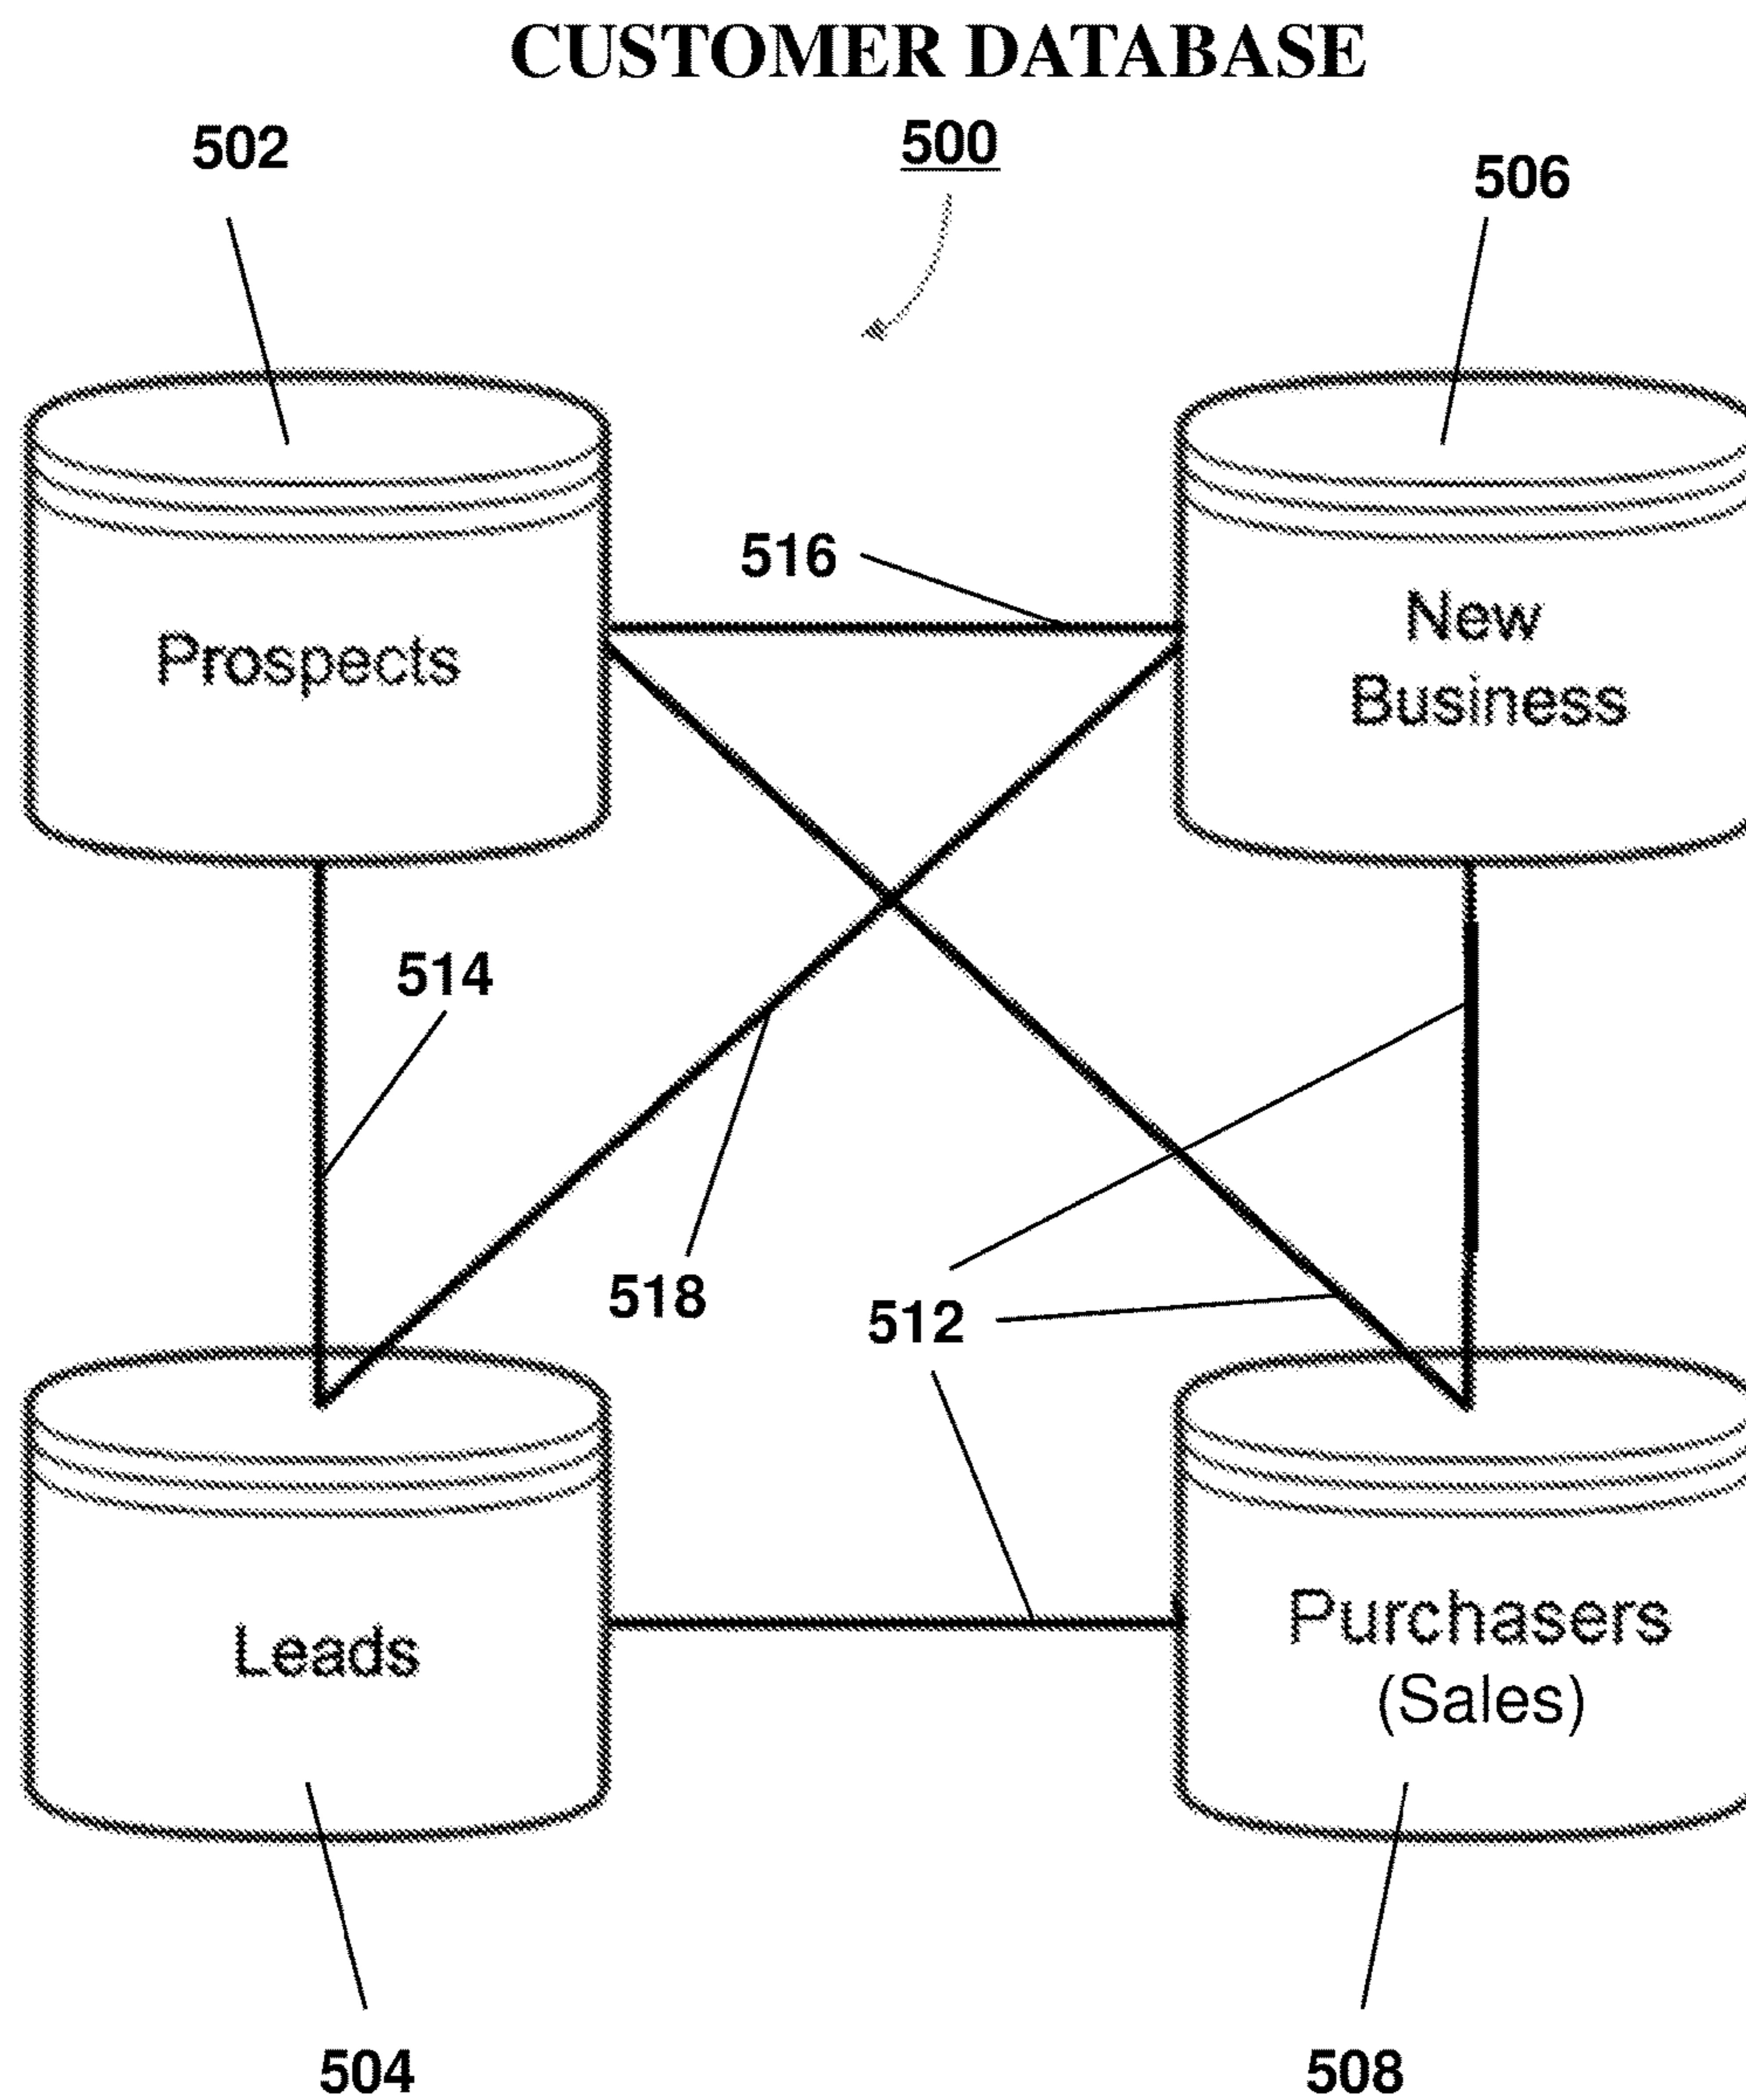 CUSTOMER DATABASE
500
502
506
516
Prospects
New
Business
514
518
512
Leads
Purchasers
(Sales)
504
508